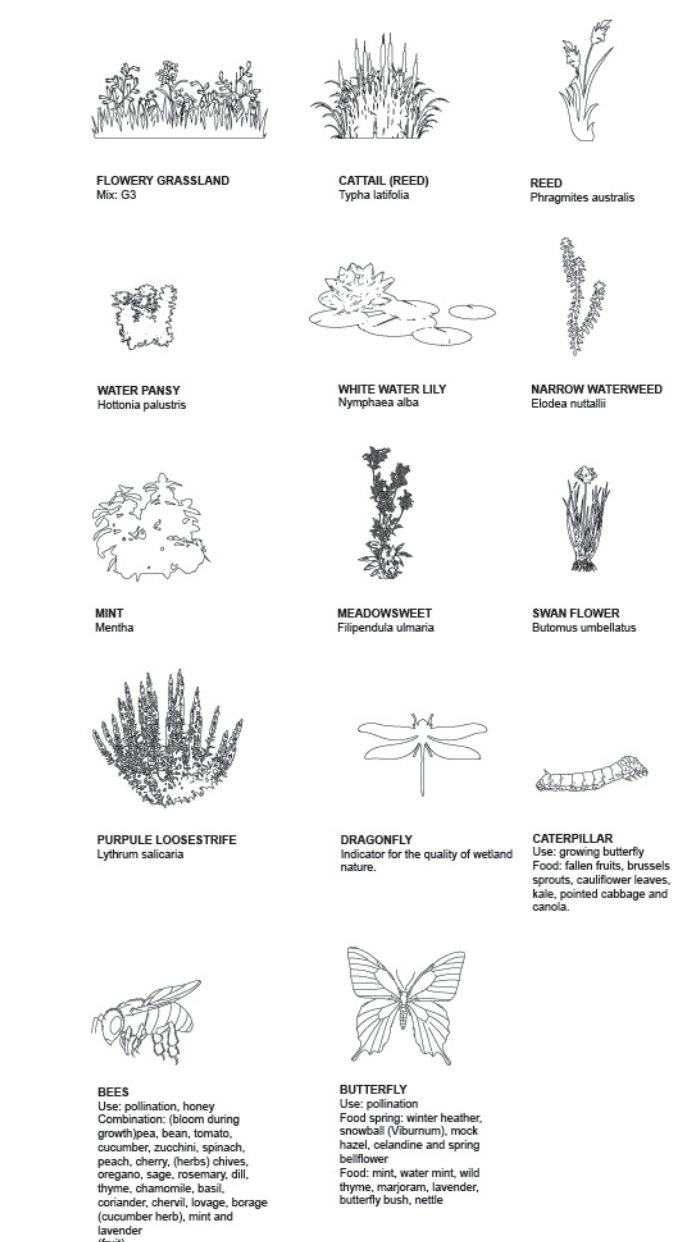 FLOWERY GRASSLAND
Mix: G3
CATTAIL (REED)
Typha latifolia
REED
Phragmites australis
WATER PANSY
Hottonia palustris
WHITE WATER LILY
Nymphaea alba
NARROW WATERWEED
Elodea nuttallii
MINT
Mentha
MEADOWSWEET
Filipendula ulmaria
SWAN FLOWER
Butomus umbellatus
PURPULE LOOSESTRIFE
Lythrum salicaria
DRAGONFLY
Indicator for the quality of wetland
nature.
CATERPILLAR
Use: growing butterfly
Food: fallen fruits, brussels
sprouts, cauliflower leaves,
kale, pointed cabbage and
canola.
BEES
Use: pollination, honey
Combination: (bloom during
growth)pea, bean, tomato,
cucumber, zucchini, spinach,
peach, cherry, (herbs) chives,
oregano, sage, rosemary, dill,
thyme, chamomile, basil,
coriander, chervil, lovage, borage
(cucumber herb), mint and
lavender
BUTTERFLY
Use: pollination
Food spring: winter heather,
snowball (Viburnum), mock
hazel, celandine and spring
bellflower
Food: mint, water mint, wild
thyme, marjoram, lavender,
butterfly bush, nettle